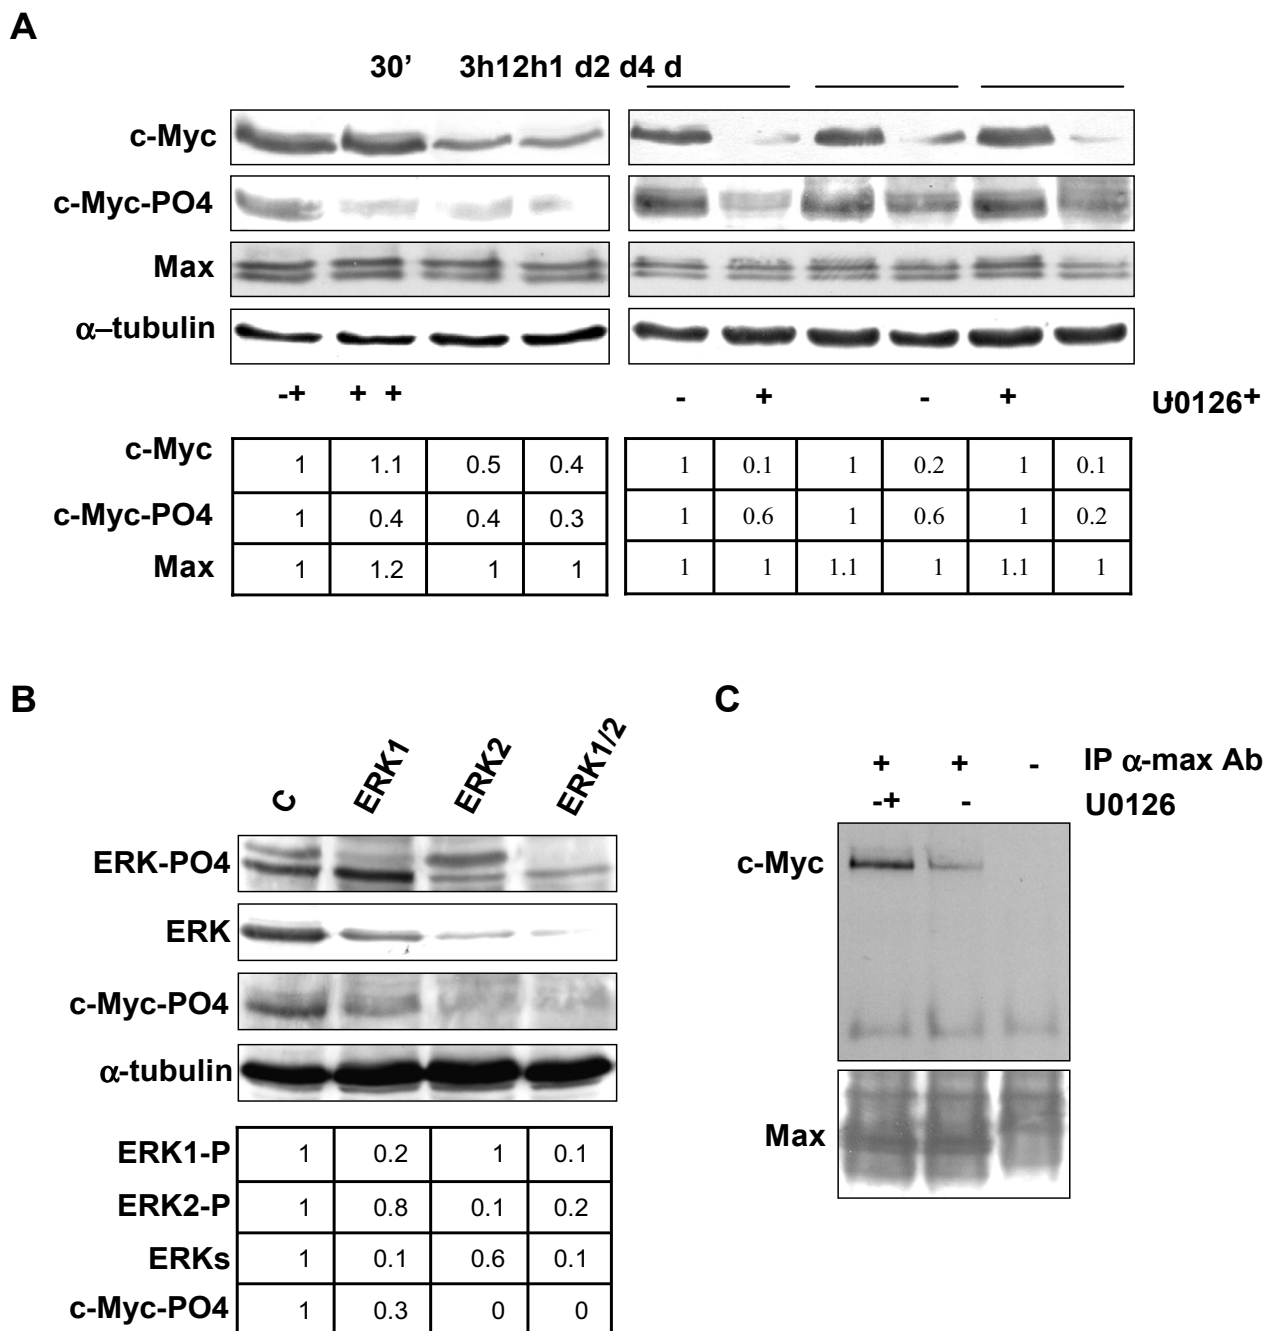 A
30' 3h12h1 d2 d4 d
c-Myc
c-Myc-PO4
Max
α–tubulin
-+ + + - + - + U0126+
c-Myc 1 1.1 0.5 0.4 1 0.1 1 0.2 1 0.1
c-Myc-PO4 1 0.4 0.4 0.3 1 0.6 1 0.6 1 0.2
Max 1 1.2 1 1 1 1 1.1 1 1.1 1
B
C ERK1 ERK2 ERK1/2
ERK-PO4
ERK
c-Myc-PO4
α-tubulin
ERK1-P 1 0.2 1 0.1
ERK2-P 1 0.8 0.1 0.2
ERKs 1 0.1 0.6 0.1
c-Myc-PO4 1 0.3 0 0
C
+ + - IP α-max Ab
-+ - U0126
c-Myc
Max